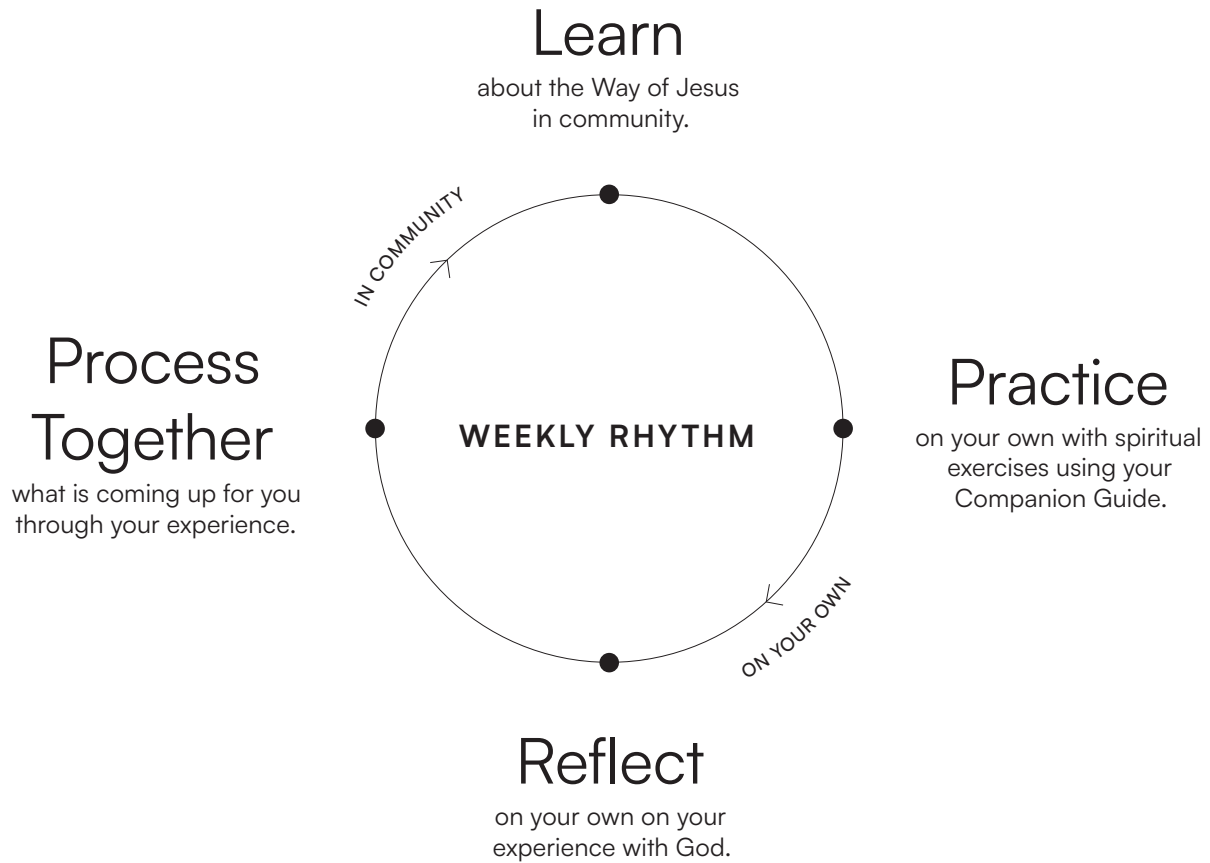 Learn
about the Way of Jesus
in community.
IN COMMUNITY
Process
Together
what is coming up for you
through your experience.
WEEKLY RHYTHM
Practice
on your own with spiritual
exercises using your
Companion Guide.
ON YOUR OWN
Reflect
on your own on your
experience with God.